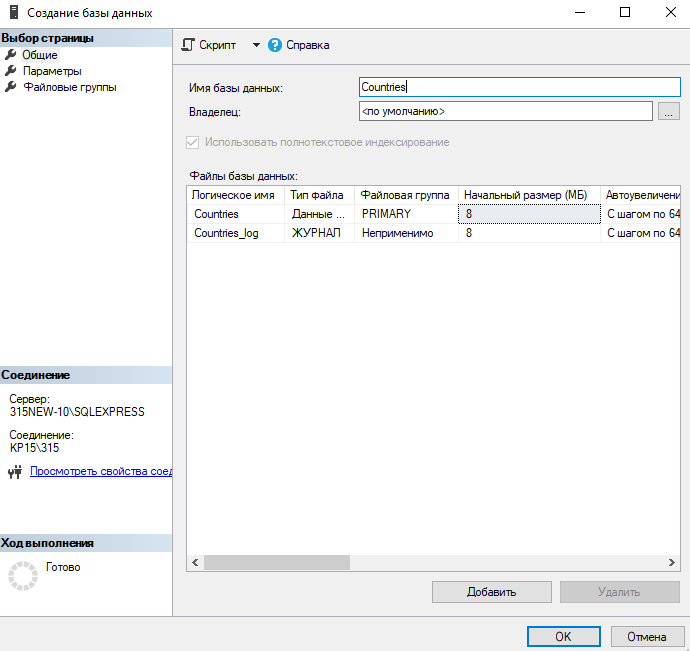 Создание базы данных
Выбор страницы
Общие
Параметры
Файловые группы
Скрипт
Справка
Имя базы данных: Countries
Владелец: <по умолчанию> ...
Использовать полнотекстовое индексирование
Файлы базы данных:
Логическое имя Тип файла Файловая группа Начальный размер (МБ) Автоувеличени
Countries Данные ... PRIMARY 8 С шагом по 64
Countries_log ЖУРНАЛ Неприменимо 8 С шагом по 64
Соединение
Сервер:
315NEW-10\SQLEXPRESS
Соединение:
KP15\315
Просмотреть свойства соед
Ход выполнения
Готово
Добавить Удалить
OK Отмена